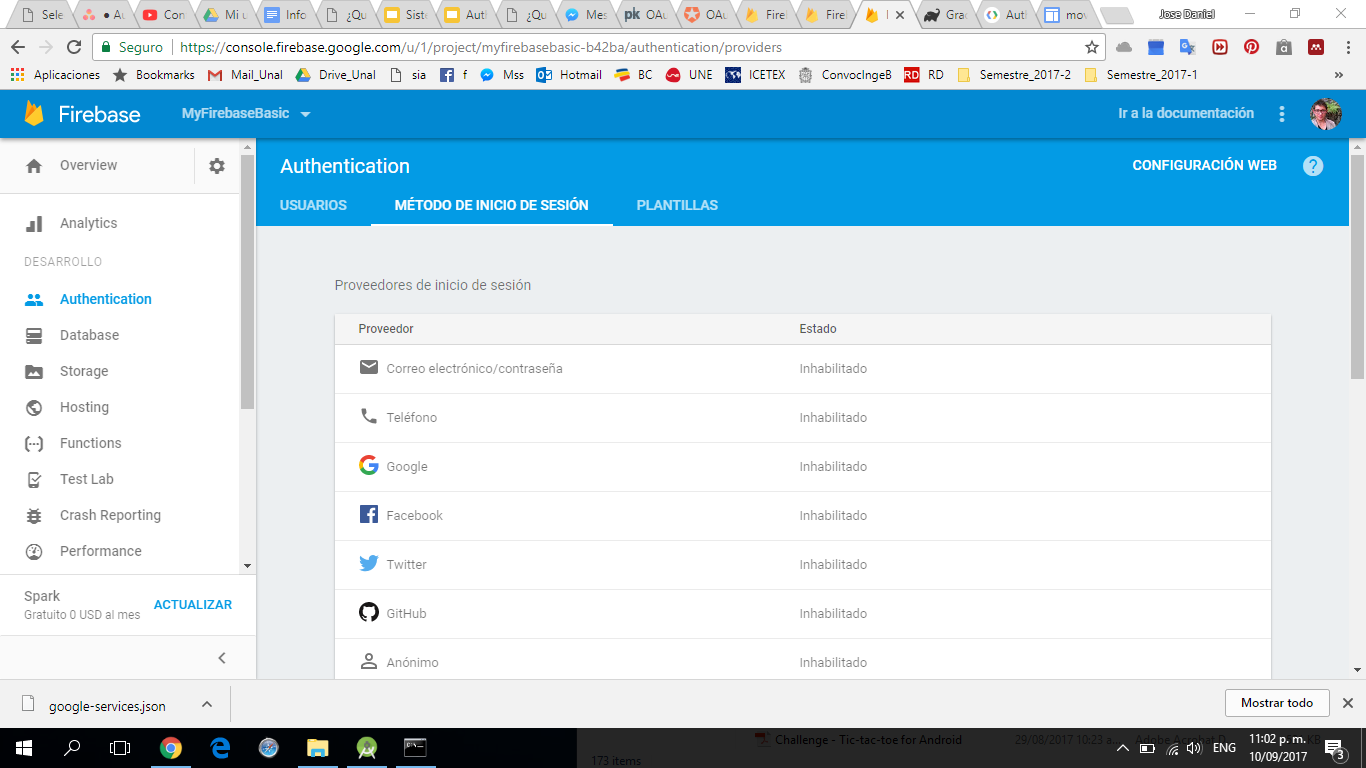 Sele
● Au
Con
Mi u
Info
¿Qu
Siste
Auth
¿Qu
Mes
pk OAu
OAu
Fire
Fire
Gra
Aut
mov
Jose Daniel
Seguro
https://console.firebase.google.com/u/1/project/myfirebasebasic-b42ba/authentication/providers
Aplicaciones
Bookmarks
Mail_Unal
Drive_Unal
sia
f
Mss
Hotmail
BC
UNE
ICETEX
ConvocIngeB
RD RD
Semestre_2017-2
Semestre_2017-1
»
Firebase
MyFirebaseBasic
Ir a la documentación
Overview
Analytics
DESARROLLO
Authentication
Database
Storage
Hosting
Functions
Test Lab
Crash Reporting
Performance
Spark
Gratuito 0 USD al mes
ACTUALIZAR
Authentication
CONFIGURACIÓN WEB
?
USUARIOS
MÉTODO DE INICIO DE SESIÓN
PLANTILLAS
Proveedores de inicio de sesión
Proveedor Estado
Correo electrónico/contraseña Inhabilitado
Teléfono Inhabilitado
Google Inhabilitado
Facebook Inhabilitado
Twitter Inhabilitado
GitHub Inhabilitado
Anónimo Inhabilitado
google-services.json
Mostrar todo
Challenge - Tic-tac-toe for Android 29/08/2017 10:23 a... Adobe Acrobat D... KB
173 items
ENG
11:02 p. m.
10/09/2017
3